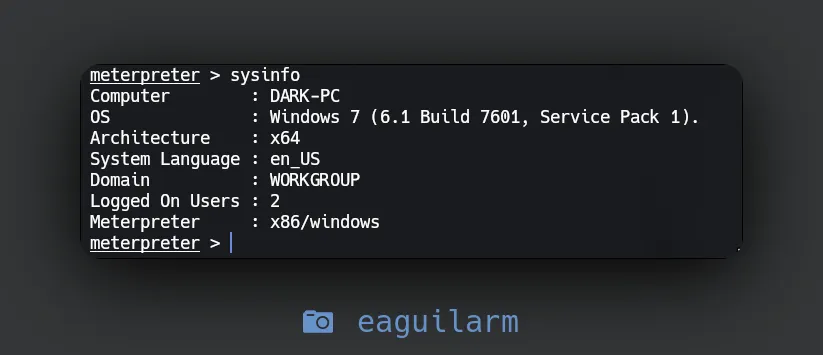 meterpreter > sysinfo
Computer : DARK-PC
OS : Windows 7 (6.1 Build 7601, Service Pack 1).
Architecture : x64
System Language : en_US
Domain : WORKGROUP
Logged On Users : 2
Meterpreter : x86/windows
meterpreter >
eaguilarm